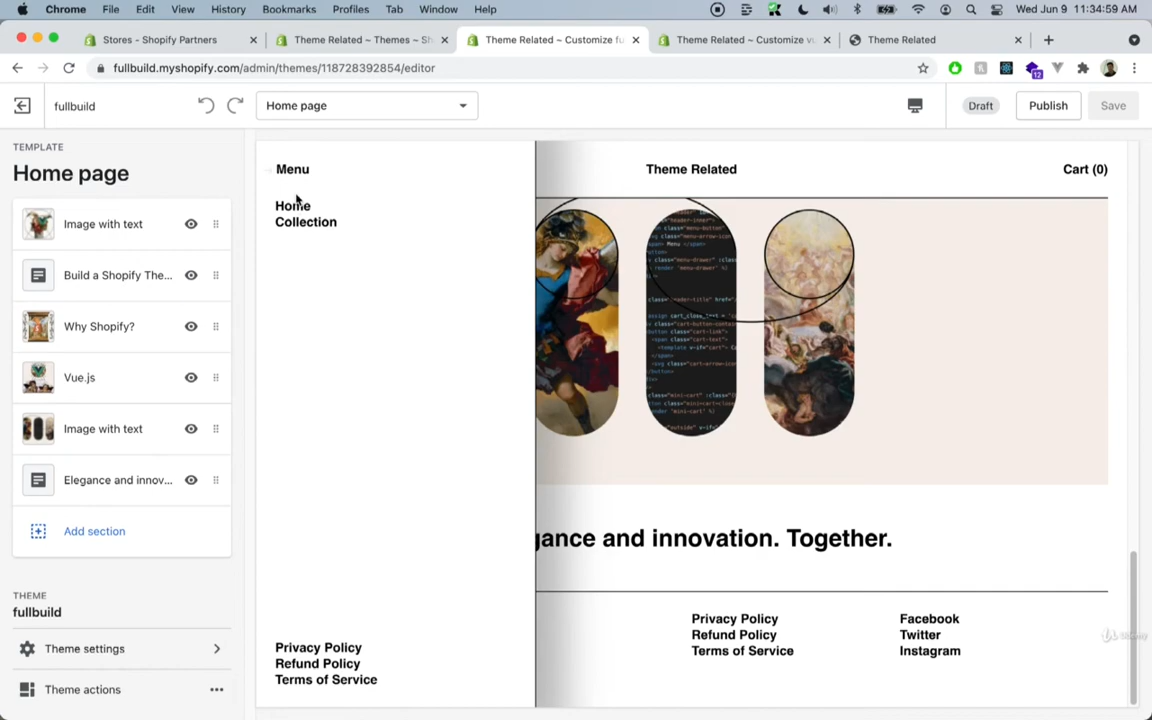 Chrome File Edit View History Bookmarks Profiles Tab Window Help Wed Jun 9 11:34:59 AM
Stores - Shopify Partners
Theme Related ~ Themes ~ Sh
Theme Related ~ Customize fu
Theme Related ~ Customize vu
Theme Related
fullbuild.myshopify.com/admin/themes/118728392854/editor
12
fullbuild
Home page
Draft
Publish
Save
TEMPLATE
Home page
Image with text
Build a Shopify The...
Why Shopify?
Vue.js
Image with text
Elegance and innov...
Add section
THEME
fullbuild
Theme settings
Theme actions
Menu
Home
Collection
Privacy Policy
Refund Policy
Terms of Service
Theme Related
Cart (0)
gance and innovation. Together.
Privacy Policy
Refund Policy
Terms of Service
Facebook
Twitter
Instagram